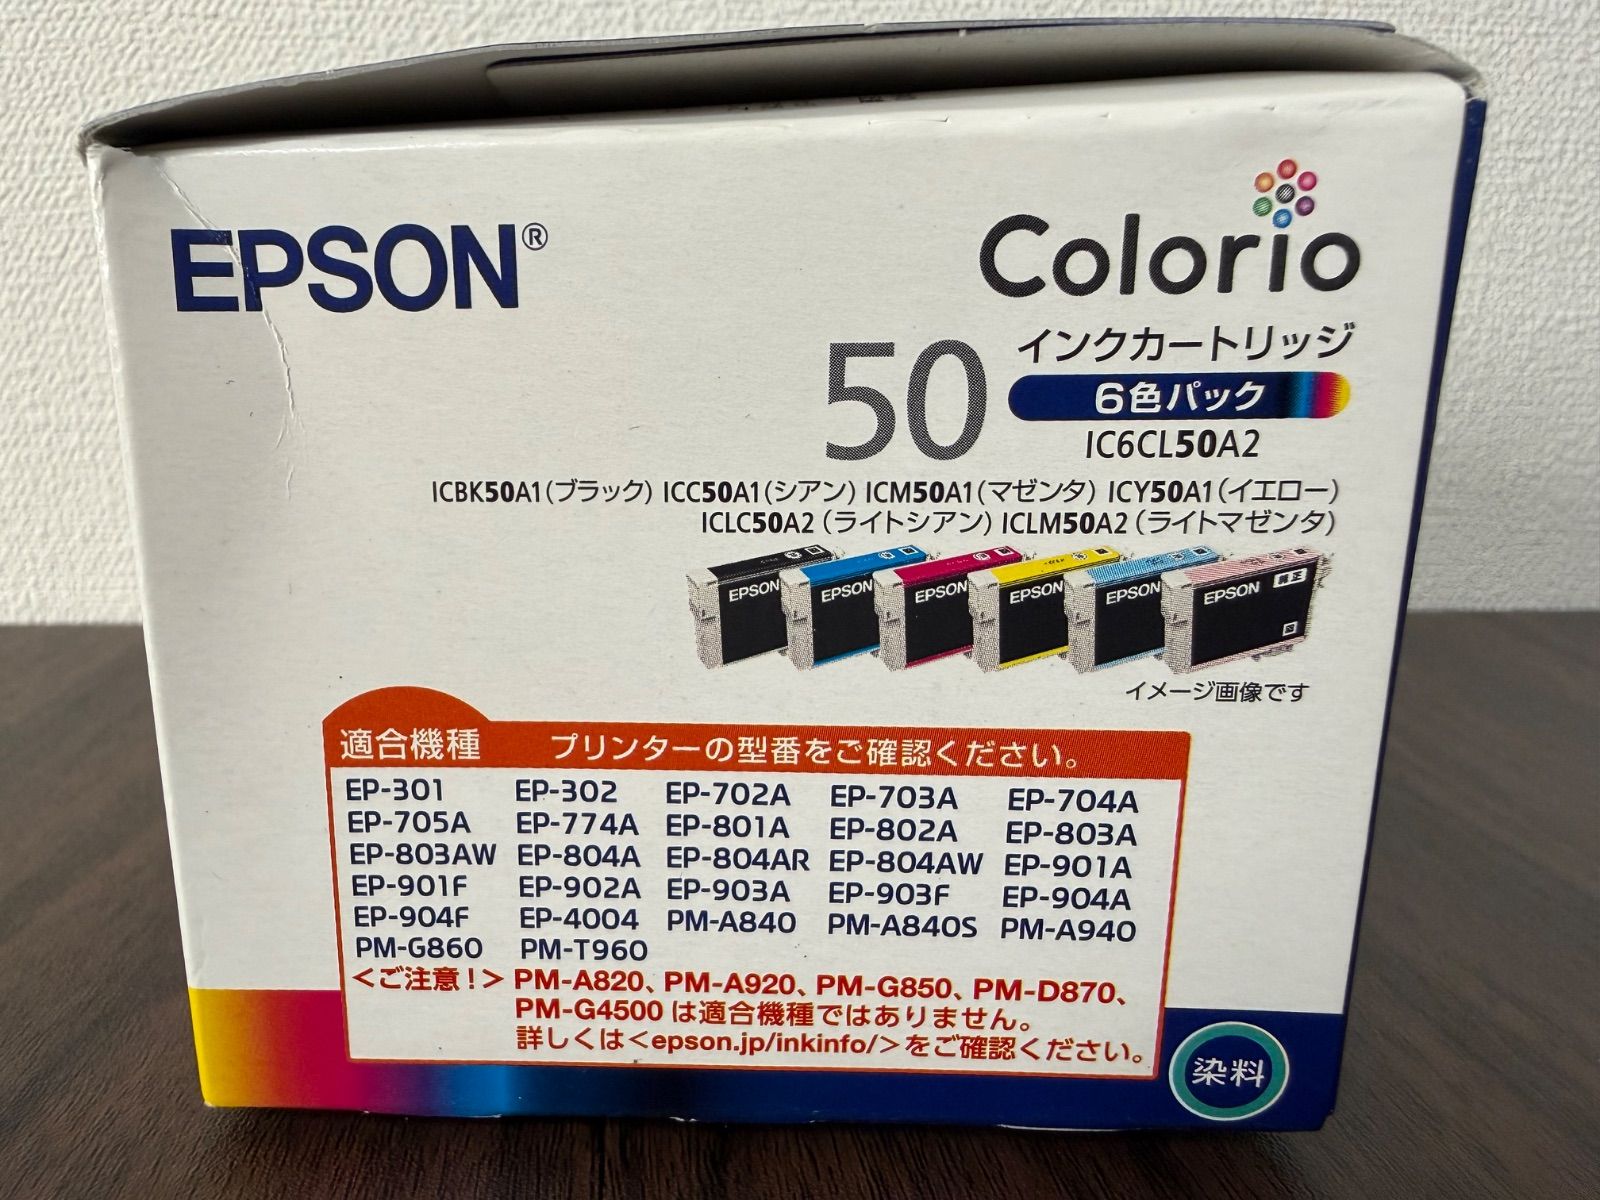 EPSON®
Colorio
50
インクカートリッジ
6色パック
IC6CL50A2
ICBK50A1(ブラック) ICC50A1(シアン) ICM50A1(マゼンタ) ICY50A1(イエロー)
ICLC50A2(ライトシアン) ICLM50A2(ライトマゼンタ)
EPSON EPSON EPSON EPSON EPSON EPSON 純正
イメージ画像です
適合機種 プリンターの型番をご確認ください。
EP-301 EP-302 EP-702A EP-703A EP-704A
EP-705A EP-774A EP-801A EP-802A EP-803A
EP-803AW EP-804A EP-804AR EP-804AW EP-901A
EP-901F EP-902A EP-903A EP-903F EP-904A
EP-904F EP-4004 PM-A840 PM-A840S PM-A940
PM-G860 PM-T960
<ご注意!> PM-A820、PM-A920、PM-G850、PM-D870、
PM-G4500 は適合機種ではありません。
詳しくは<epson.jp/inkinfo/>をご確認ください。
染料